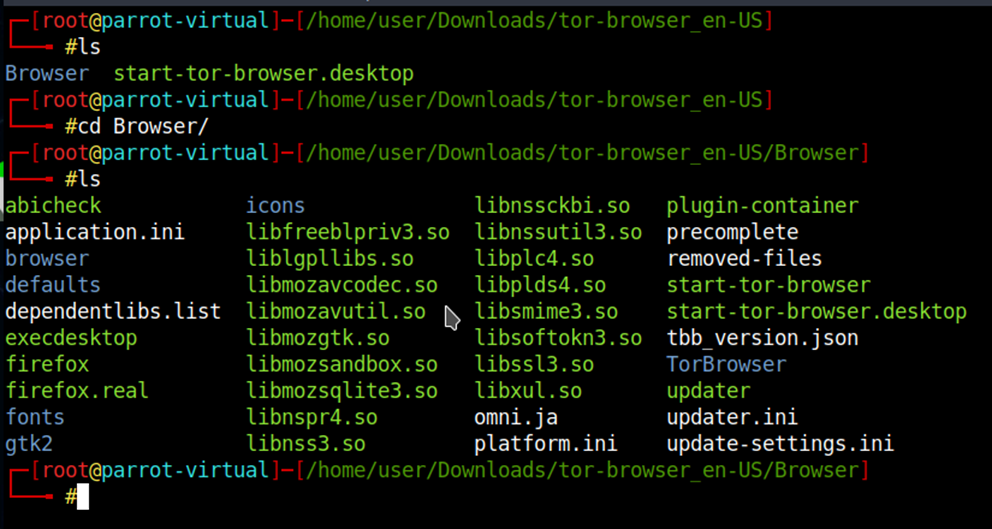 [root@parrot-virtual]─[/home/user/Downloads/tor-browser_en-US]
#ls
Browser  start-tor-browser.desktop
[root@parrot-virtual]─[/home/user/Downloads/tor-browser_en-US]
#cd Browser/
[root@parrot-virtual]─[/home/user/Downloads/tor-browser_en-US/Browser]
#ls
abicheck  icons  libnssckbi.so  plugin-container
application.ini  libfreeblpriv3.so  libnssutil3.so  precomplete
browser  liblgpllibs.so  libplc4.so  removed-files
defaults  libmozavcodec.so  libplds4.so  start-tor-browser
dependentlibs.list  libmozavutil.so  libsmime3.so  start-tor-browser.desktop
execdesktop  libmozgtk.so  libsoftokn3.so  tbb_version.json
firefox  libmozsandbox.so  libssl3.so  TorBrowser
firefox.real  libmozsqlite3.so  libxul.so  updater
fonts  libnspr4.so  omni.ja  updater.ini
gtk2  libnss3.so  platform.ini  update-settings.ini
[root@parrot-virtual]─[/home/user/Downloads/tor-browser_en-US/Browser]
#